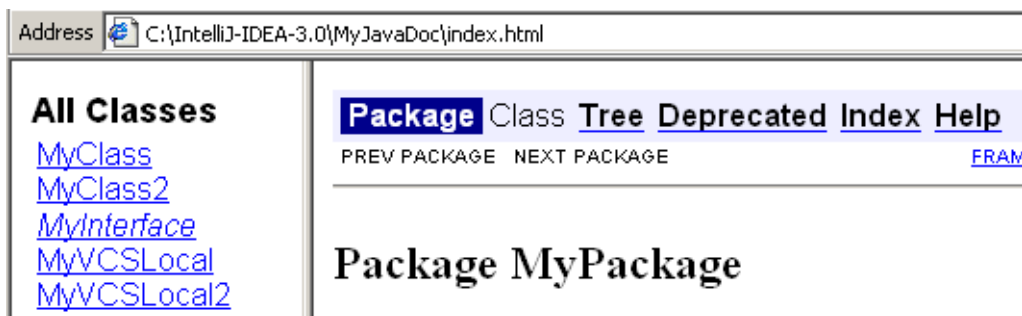 Address C:\IntelliJ-IDEA-3.0\MyJavaDoc\index.html
All Classes
MyClass
MyClass2
MyInterface
MyVCSLocal
MyVCSLocal2
Package Class Tree Deprecated Index Help
PREV PACKAGE NEXT PACKAGE FRAM
Package MyPackage